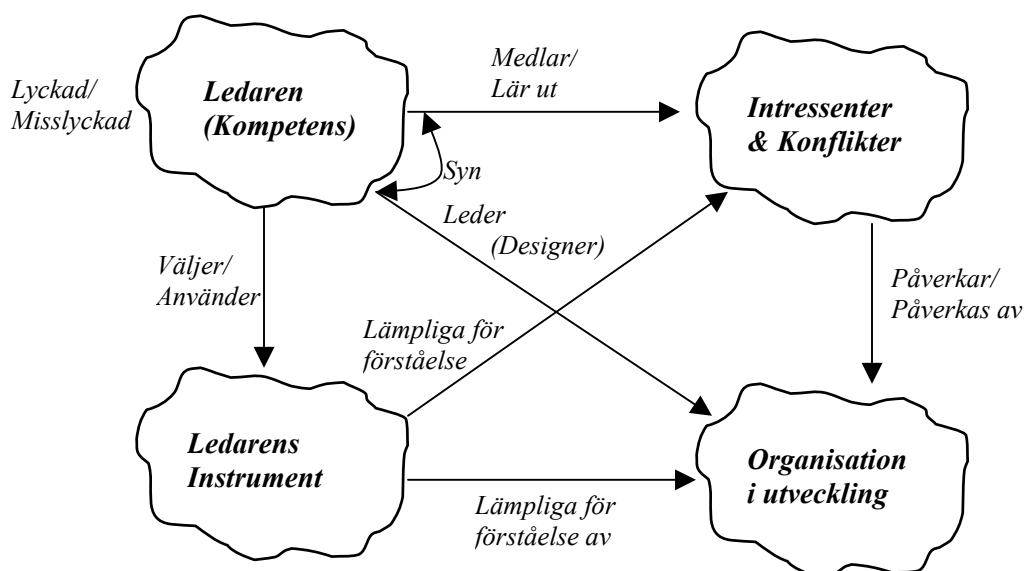 Lyckad/
Misslyckad
Ledaren
(Kompetens)
Medlar/
Lär ut
Intressenter
& Konflikter
Syn
Leder
(Designer)
Väljer/
Använder
Påverkar/
Påverkas av
Lämpliga för
förståelse
Ledarens
Instrument
Organisation
i utveckling
Lämpliga för
förståelse av